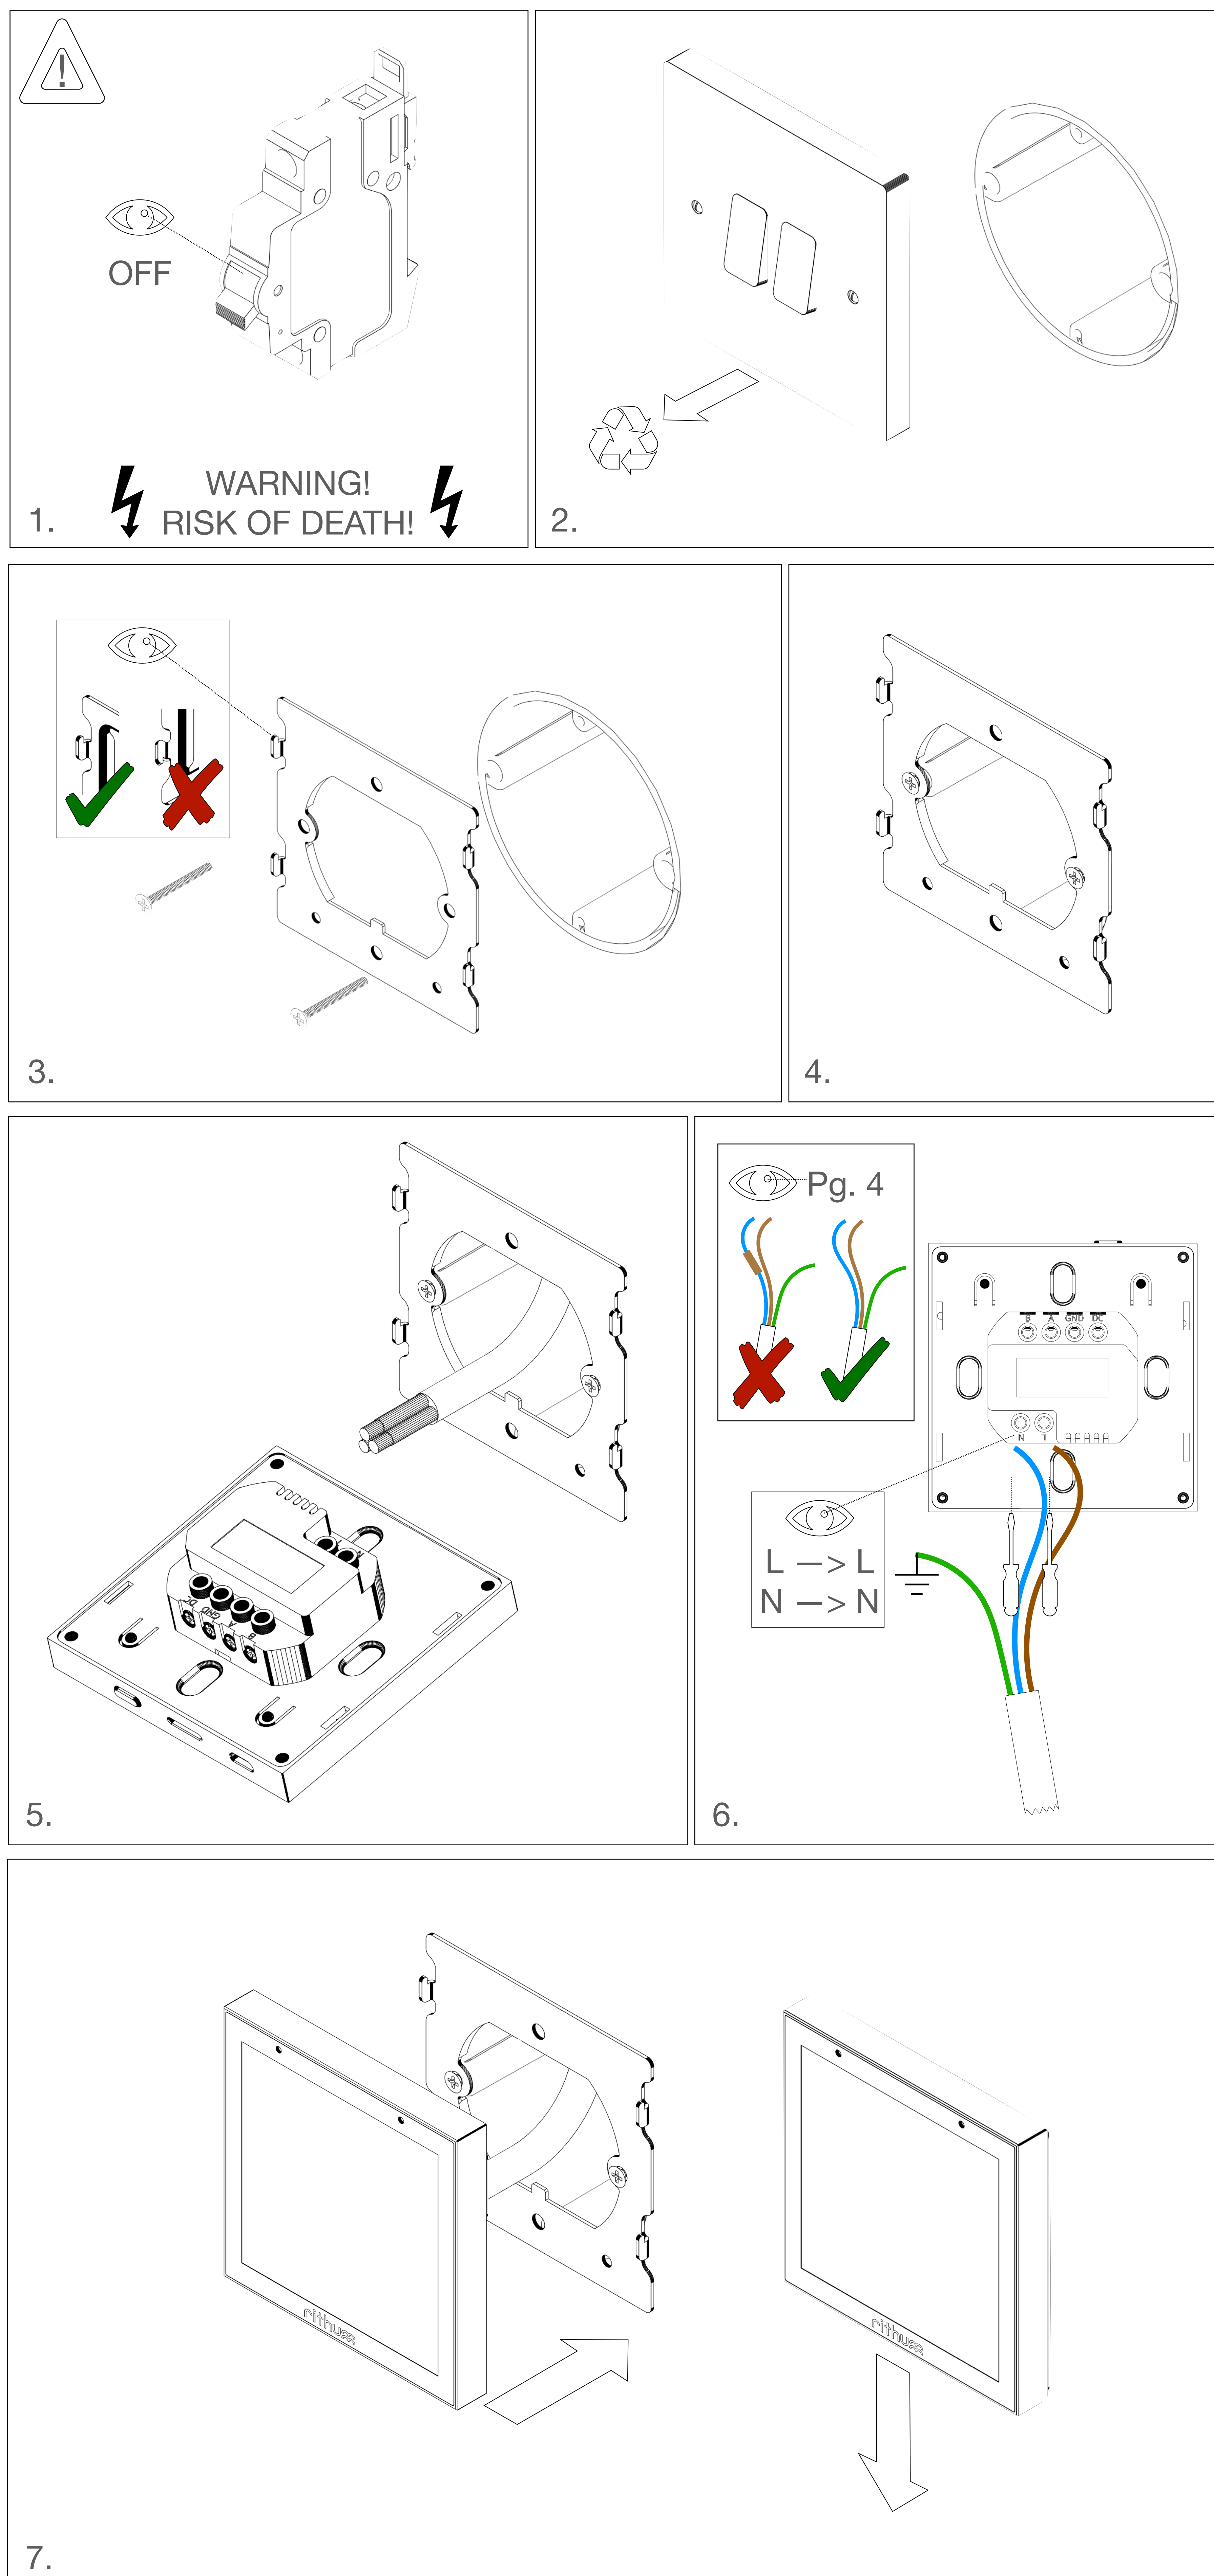 !
OFF
WARNING!
RISK OF DEATH!
1.
2.
3.
4.
DC
GND
A
B
N
5.
Pg. 4
B A GND DC
N L
L —> L
N —> N
6.
rithum
rithum
7.